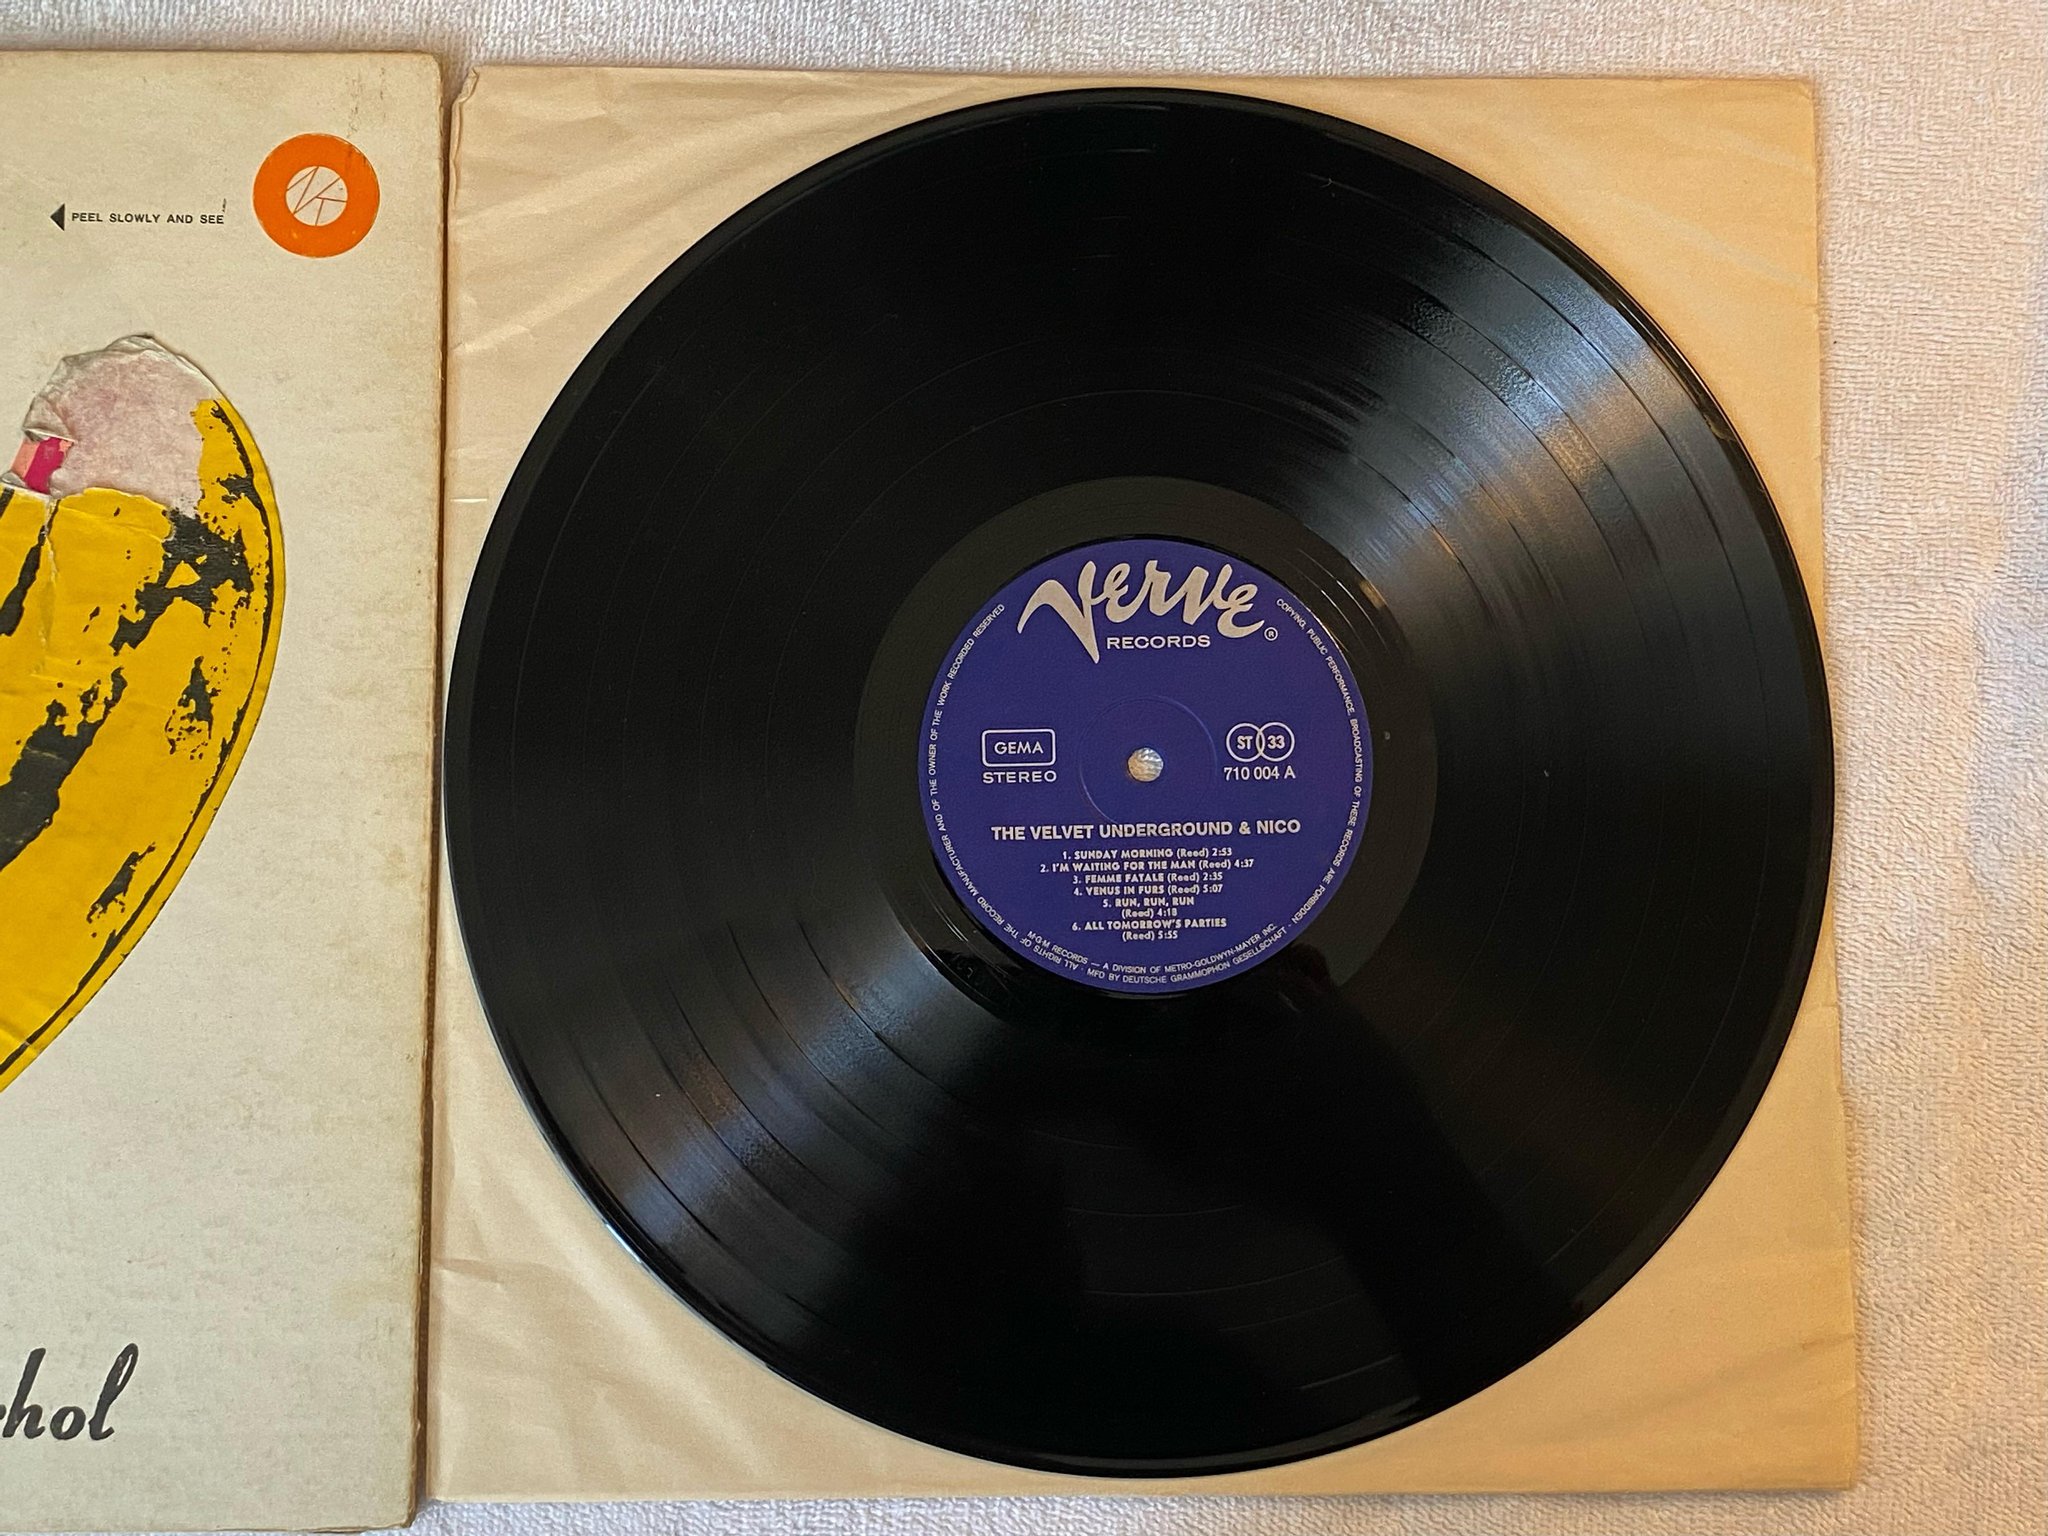 PEEL SLOWLY AND SEE
hol
Verve
RECORDS
®
GEMA
STEREO
ST 33
710 004 A
THE VELVET UNDERGROUND & NICO
1. SUNDAY MORNING (Reed) 2:53
2. I'M WAITING FOR THE MAN (Reed) 4:37
3. FEMME FATALE (Reed) 2:35
4. VENUS IN FURS (Reed) 5:07
5. RUN, RUN, RUN
(Reed) 4:18
6. ALL TOMORROW'S PARTIES
(Reed) 5:55
M-G-M RECORDS — A DIVISION OF METRO-GOLDWYN-MAYER INC.
ALL RIGHTS OF THE RECORD MANUFACTURER AND OF THE OWNER OF THE WORK RECORDED RESERVED
COPYING, PUBLIC PERFORMANCE, BROADCASTING OF THESE RECORDS ARE FORBIDDEN · MFD BY DEUTSCHE GRAMMOPHON GESELLSCHAFT ·